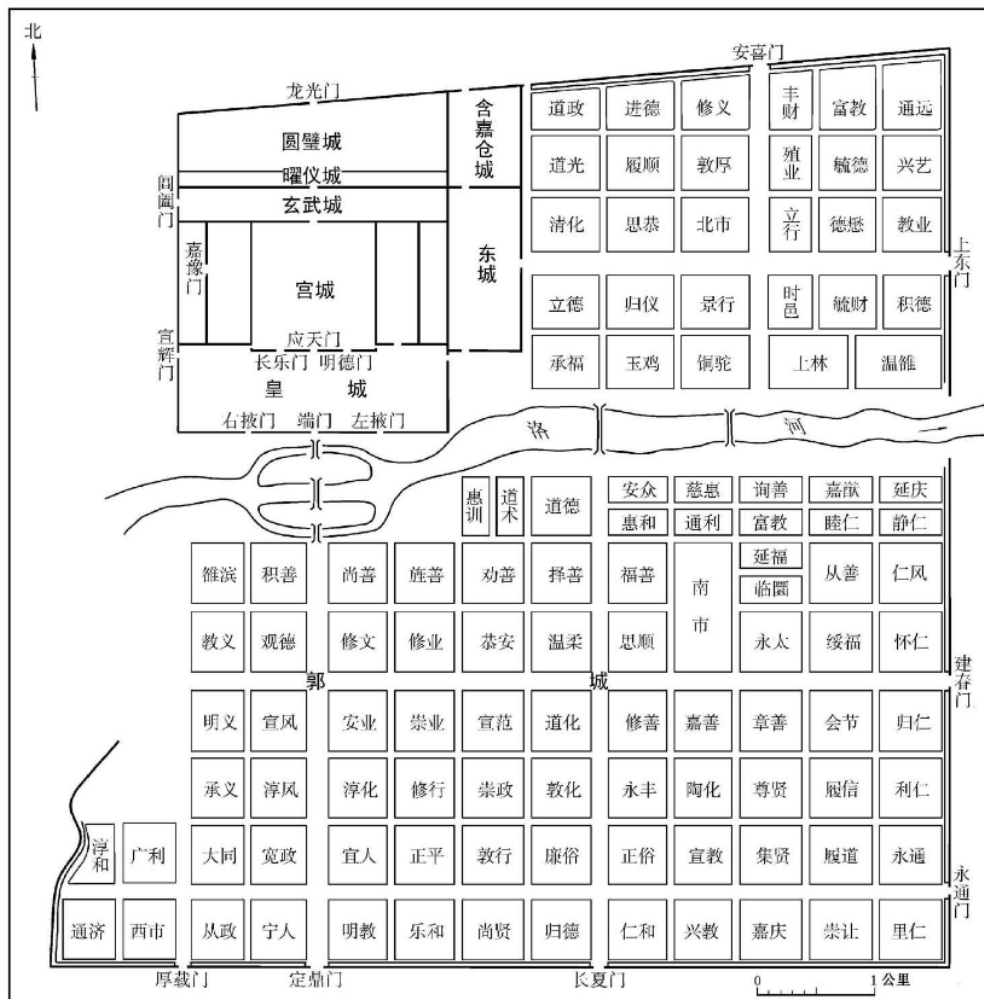 北
安喜门
龙光门
圆璧城
含嘉仓城
曜仪城
阊阖门
玄武城
嘉豫门
宫城
东城
宣辉门
应天门
长乐门 明德门
皇 城
右掖门 端门 左掖门
道政 进德 修义 丰财 富教 通远
道光 履顺 敦厚 殖业 毓德 兴艺
清化 思恭 北市 立行 德懋 教业
上东门
立德 归仪 景行 时邑 毓财 积德
承福 玉鸡 铜驼 上林 温雒
洛 河
惠训 道术 道德 安众 慈惠 询善 嘉猷 延庆
惠和 通利 富教 睦仁 静仁
雒滨 积善 尚善 旌善 劝善 择善 福善 南市 延福 从善 仁风
临圜
教义 观德 修文 修业 恭安 温柔 思顺 永太 绥福 怀仁
郭 城
建春门
明义 宣风 安业 崇业 宣范 道化 修善 嘉善 章善 会节 归仁
承义 淳风 淳化 修行 崇政 敦化 永丰 陶化 尊贤 履信 利仁
淳和 广利 大同 宽政 宜人 正平 敦行 廉俗 正俗 宣教 集贤 履道 永通
永通门
通济 西市 从政 宁人 明教 乐和 尚贤 归德 仁和 兴教 嘉庆 崇让 里仁
厚载门 定鼎门 长夏门
0 1 公里